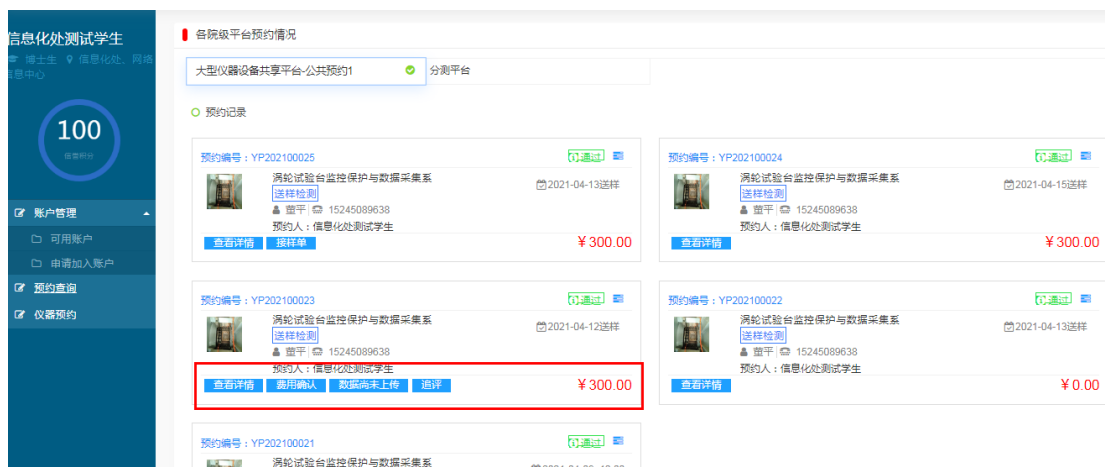 信息化处测试学生
博士生 信息化处、网络
信息中心
100
信誉积分
账户管理
可用账户
申请加入账户
预约查询
仪器预约
各院级平台预约情况
大型仪器设备共享平台-公共预约1
分测平台
预约记录
预约编号：YP202100025
通过
涡轮试验台监控保护与数据采集系
送样检测
2021-04-13送样
董平 15245089638
预约人：信息化处测试学生
查看详情 接样单
￥300.00
预约编号：YP202100024
通过
涡轮试验台监控保护与数据采集系
送样检测
2021-04-15送样
董平 15245089638
预约人：信息化处测试学生
查看详情
￥300.00
预约编号：YP202100023
通过
涡轮试验台监控保护与数据采集系
送样检测
2021-04-12送样
董平 15245089638
预约人：信息化处测试学生
查看详情 费用确认 数据尚未上传 追评
￥300.00
预约编号：YP202100022
通过
涡轮试验台监控保护与数据采集系
送样检测
2021-04-13送样
董平 15245089638
预约人：信息化处测试学生
查看详情
￥0.00
预约编号：YP202100021
通过
涡轮试验台监控保护与数据采集系